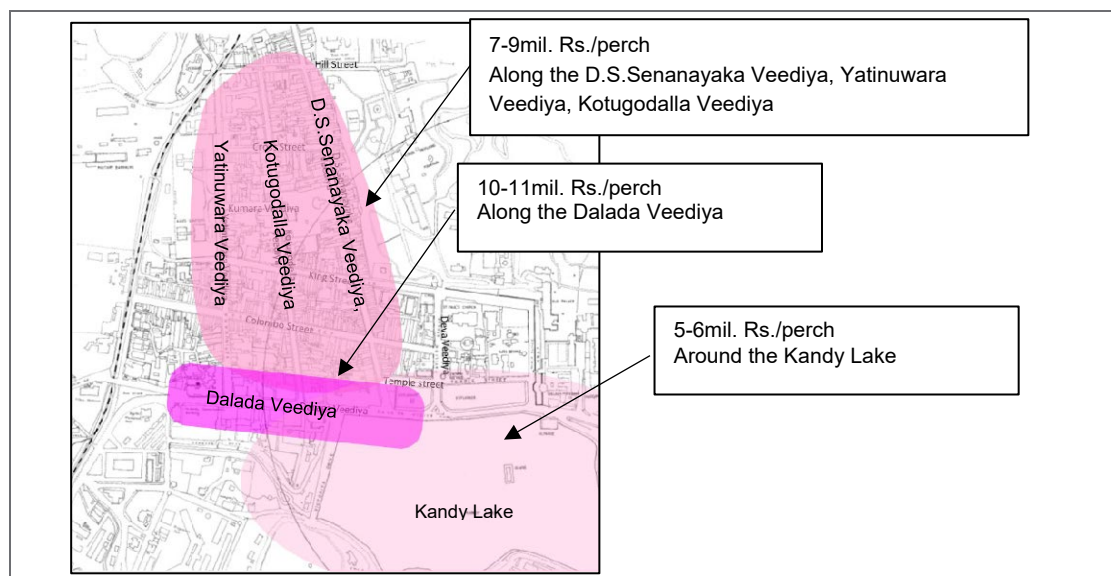 7-9mil. Rs./perch
Along the D.S.Senanayaka Veediya, Yatinuwara
Veediya, Kotugodalla Veediya
10-11mil. Rs./perch
Along the Dalada Veediya
5-6mil. Rs./perch
Around the Kandy Lake
Hill Street
D.S.Senanayaka Veediya,
Kotugodalla Veediya
Yatinuwara Veediya
Street
Kumara Veediya
King Street
Colombo Street
Deva Veediya
Temple Street
Dalada Veediya
Veediya
Kandy Lake